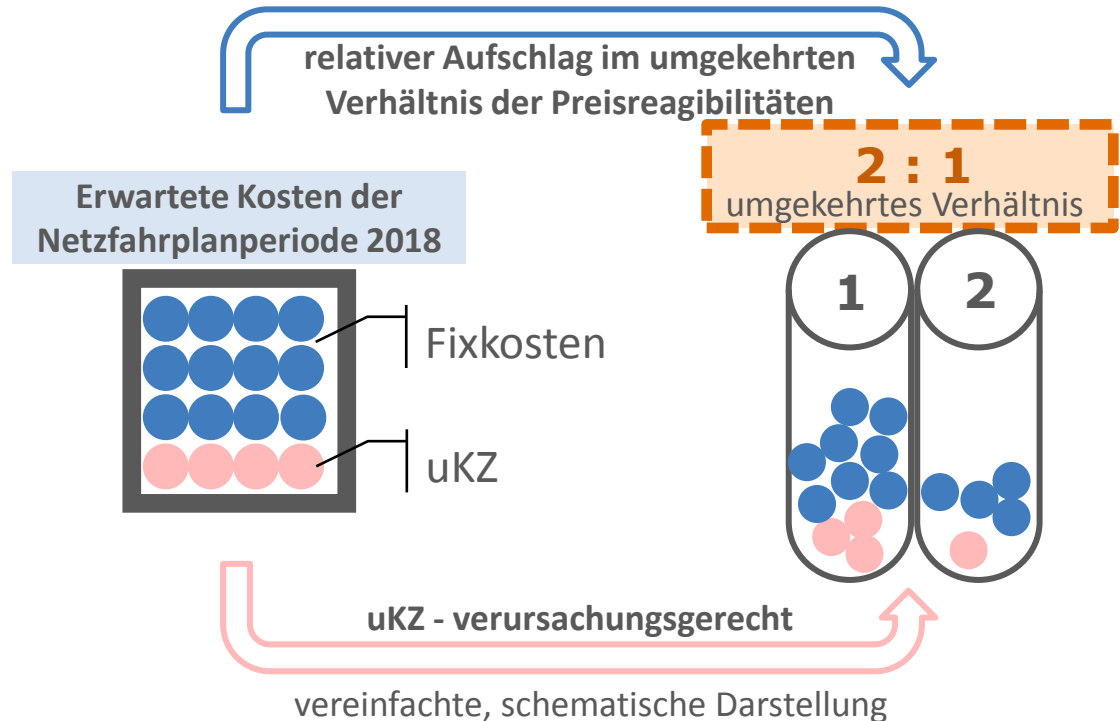 relativer Aufschlag im umgekehrten
Verhältnis der Preisreagibilitäten
2 : 1
umgekehrtes Verhältnis
Erwartete Kosten der
Netzfahrplanperiode 2018
1
2
Fixkosten
uKZ
uKZ - verursachungsgerecht
vereinfachte, schematische Darstellung